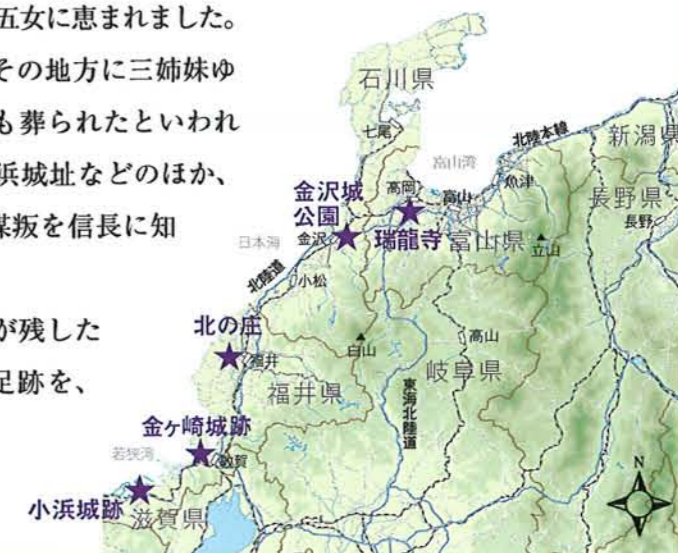 五女に恵まれました。
その地方に三姉妹ゆ
も葬られたといわれ
浜城址などのほか、
謀叛を信長に知
が残した
足跡を、
石川県
七尾
富山湾
北陸本線
新潟県
高岡
富山
魚津
長野県
長野
金沢城
公園
金沢
瑞龍寺
富山県
立山
日本海
北陸道
小松
北の庄
福井
白山
高山
岐阜県
福井県
東海北陸道
金ヶ崎城跡
若狭湾
敦賀
小浜城跡
滋賀県
N